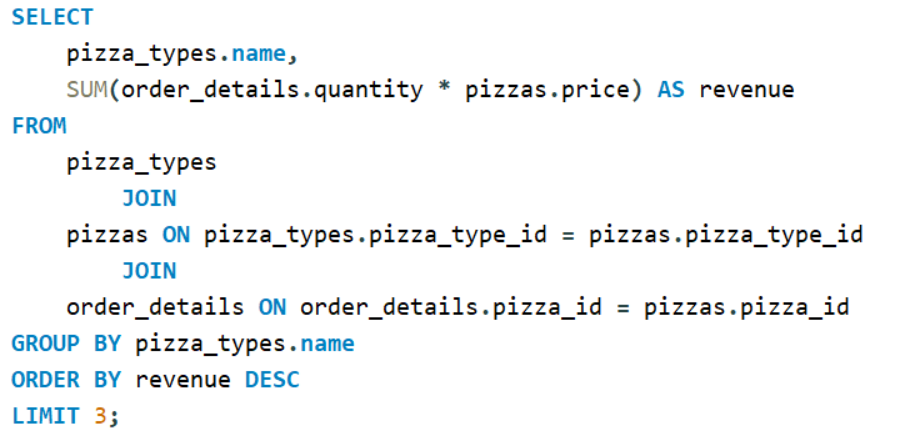 SELECT
    pizza_types.name,
    SUM(order_details.quantity * pizzas.price) AS revenue
FROM
    pizza_types
        JOIN
    pizzas ON pizza_types.pizza_type_id = pizzas.pizza_type_id
        JOIN
    order_details ON order_details.pizza_id = pizzas.pizza_id
GROUP BY pizza_types.name
ORDER BY revenue DESC
LIMIT 3;